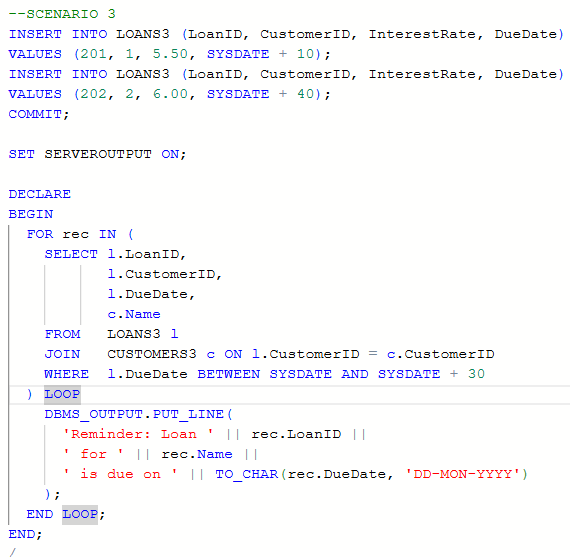 --SCENARIO 3
INSERT INTO LOANS3 (LoanID, CustomerID, InterestRate, DueDate)
VALUES (201, 1, 5.50, SYSDATE + 10);
INSERT INTO LOANS3 (LoanID, CustomerID, InterestRate, DueDate)
VALUES (202, 2, 6.00, SYSDATE + 40);
COMMIT;

SET SERVEROUTPUT ON;

DECLARE
BEGIN
  FOR rec IN (
    SELECT l.LoanID,
           l.CustomerID,
           l.DueDate,
           c.Name
    FROM   LOANS3 l
    JOIN   CUSTOMERS3 c ON l.CustomerID = c.CustomerID
    WHERE  l.DueDate BETWEEN SYSDATE AND SYSDATE + 30
  ) LOOP
    DBMS_OUTPUT.PUT_LINE(
      'Reminder: Loan ' || rec.LoanID ||
      ' for ' || rec.Name ||
      ' is due on ' || TO_CHAR(rec.DueDate, 'DD-MON-YYYY')
    );
  END LOOP;
END;
/